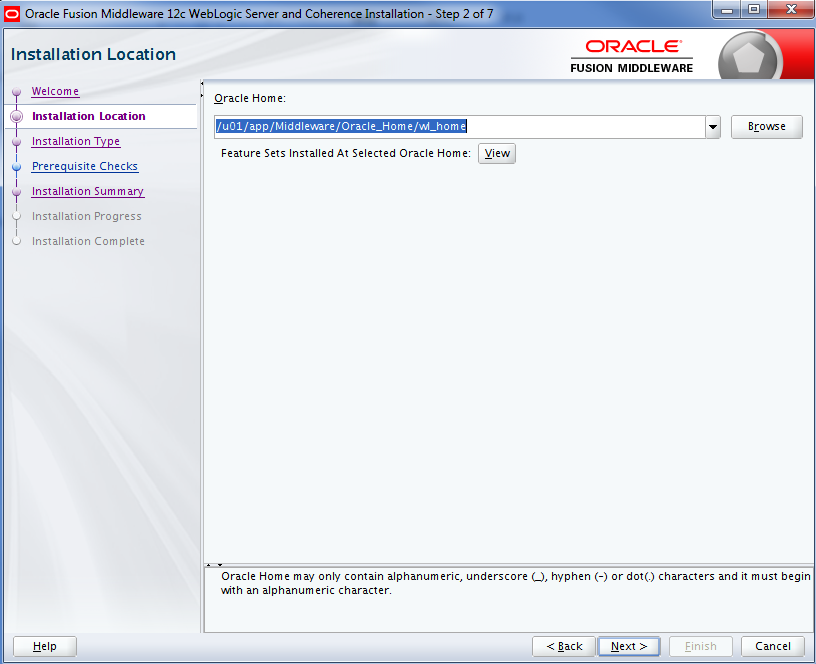 Oracle Fusion Middleware 12c WebLogic Server and Coherence Installation - Step 2 of 7
Installation Location
ORACLE
FUSION MIDDLEWARE
Welcome
Installation Location
Installation Type
Prerequisite Checks
Installation Summary
Installation Progress
Installation Complete
Oracle Home:
/u01/app/Middleware/Oracle_Home/wl_home
Browse
Feature Sets Installed At Selected Oracle Home: View
Oracle Home may only contain alphanumeric, underscore (_), hyphen (-) or dot(.) characters and it must begin
with an alphanumeric character.
Help
< Back
Next >
Finish
Cancel